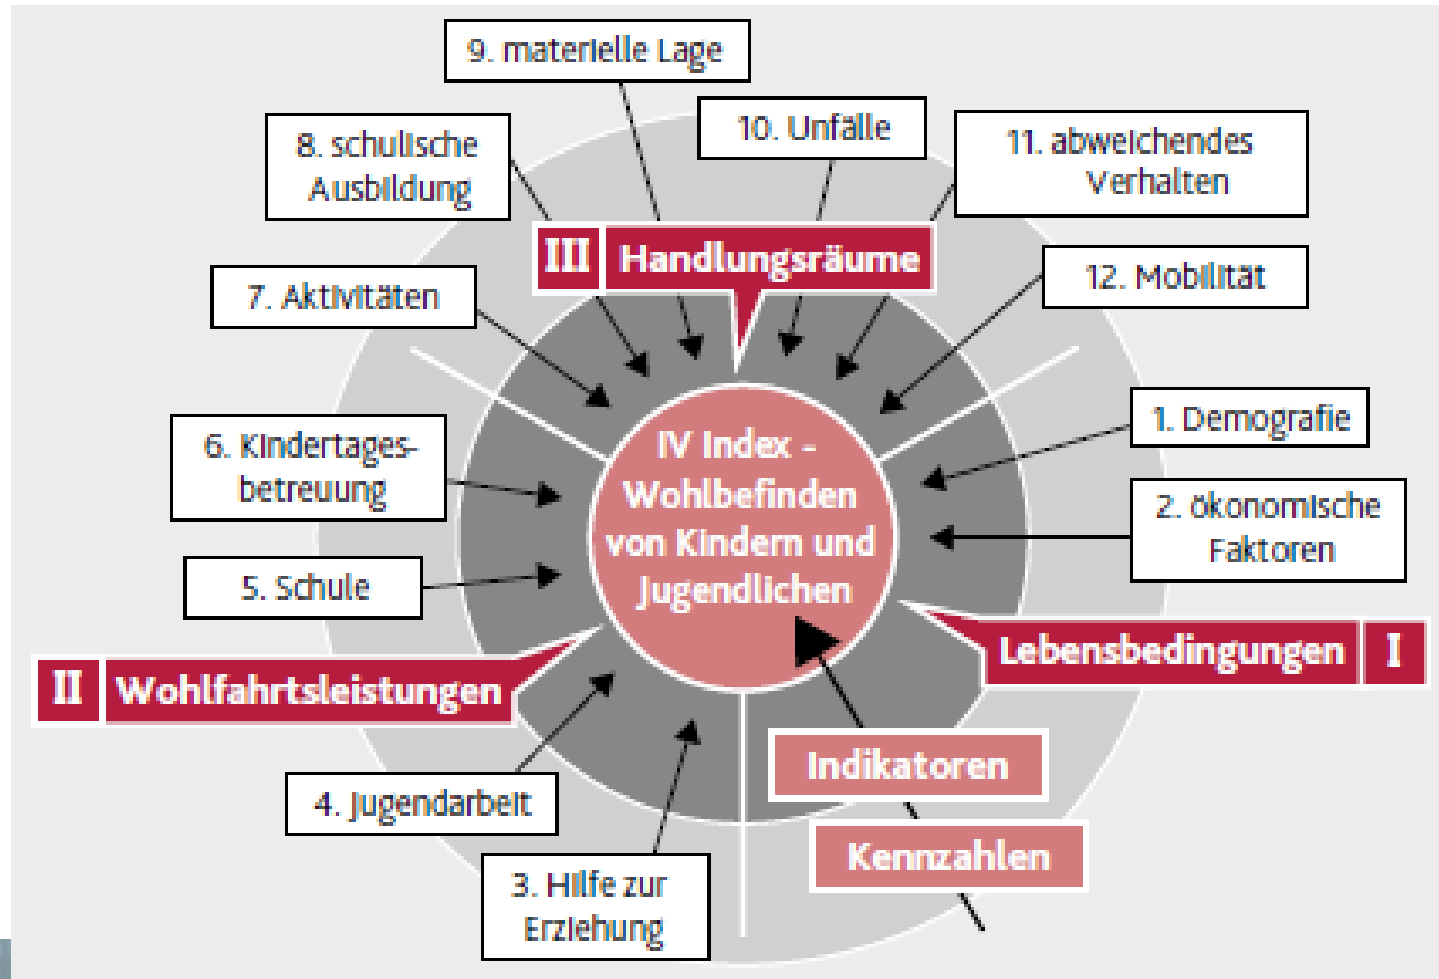 9. materielle Lage
10. Unfälle
8. schulische
Ausbildung
11. abweichendes
Verhalten
III Handlungsräume
7. Aktivitäten
12. Mobilität
1. Demografie
6. Kindertages-
betreuung
IV Index -
Wohlbefinden
von Kindern und
Jugendlichen
2. ökonomische
Faktoren
5. Schule
Lebensbedingungen I
II Wohlfahrtsleistungen
Indikatoren
4. Jugendarbeit
Kennzahlen
3. Hilfe zur
Erziehung